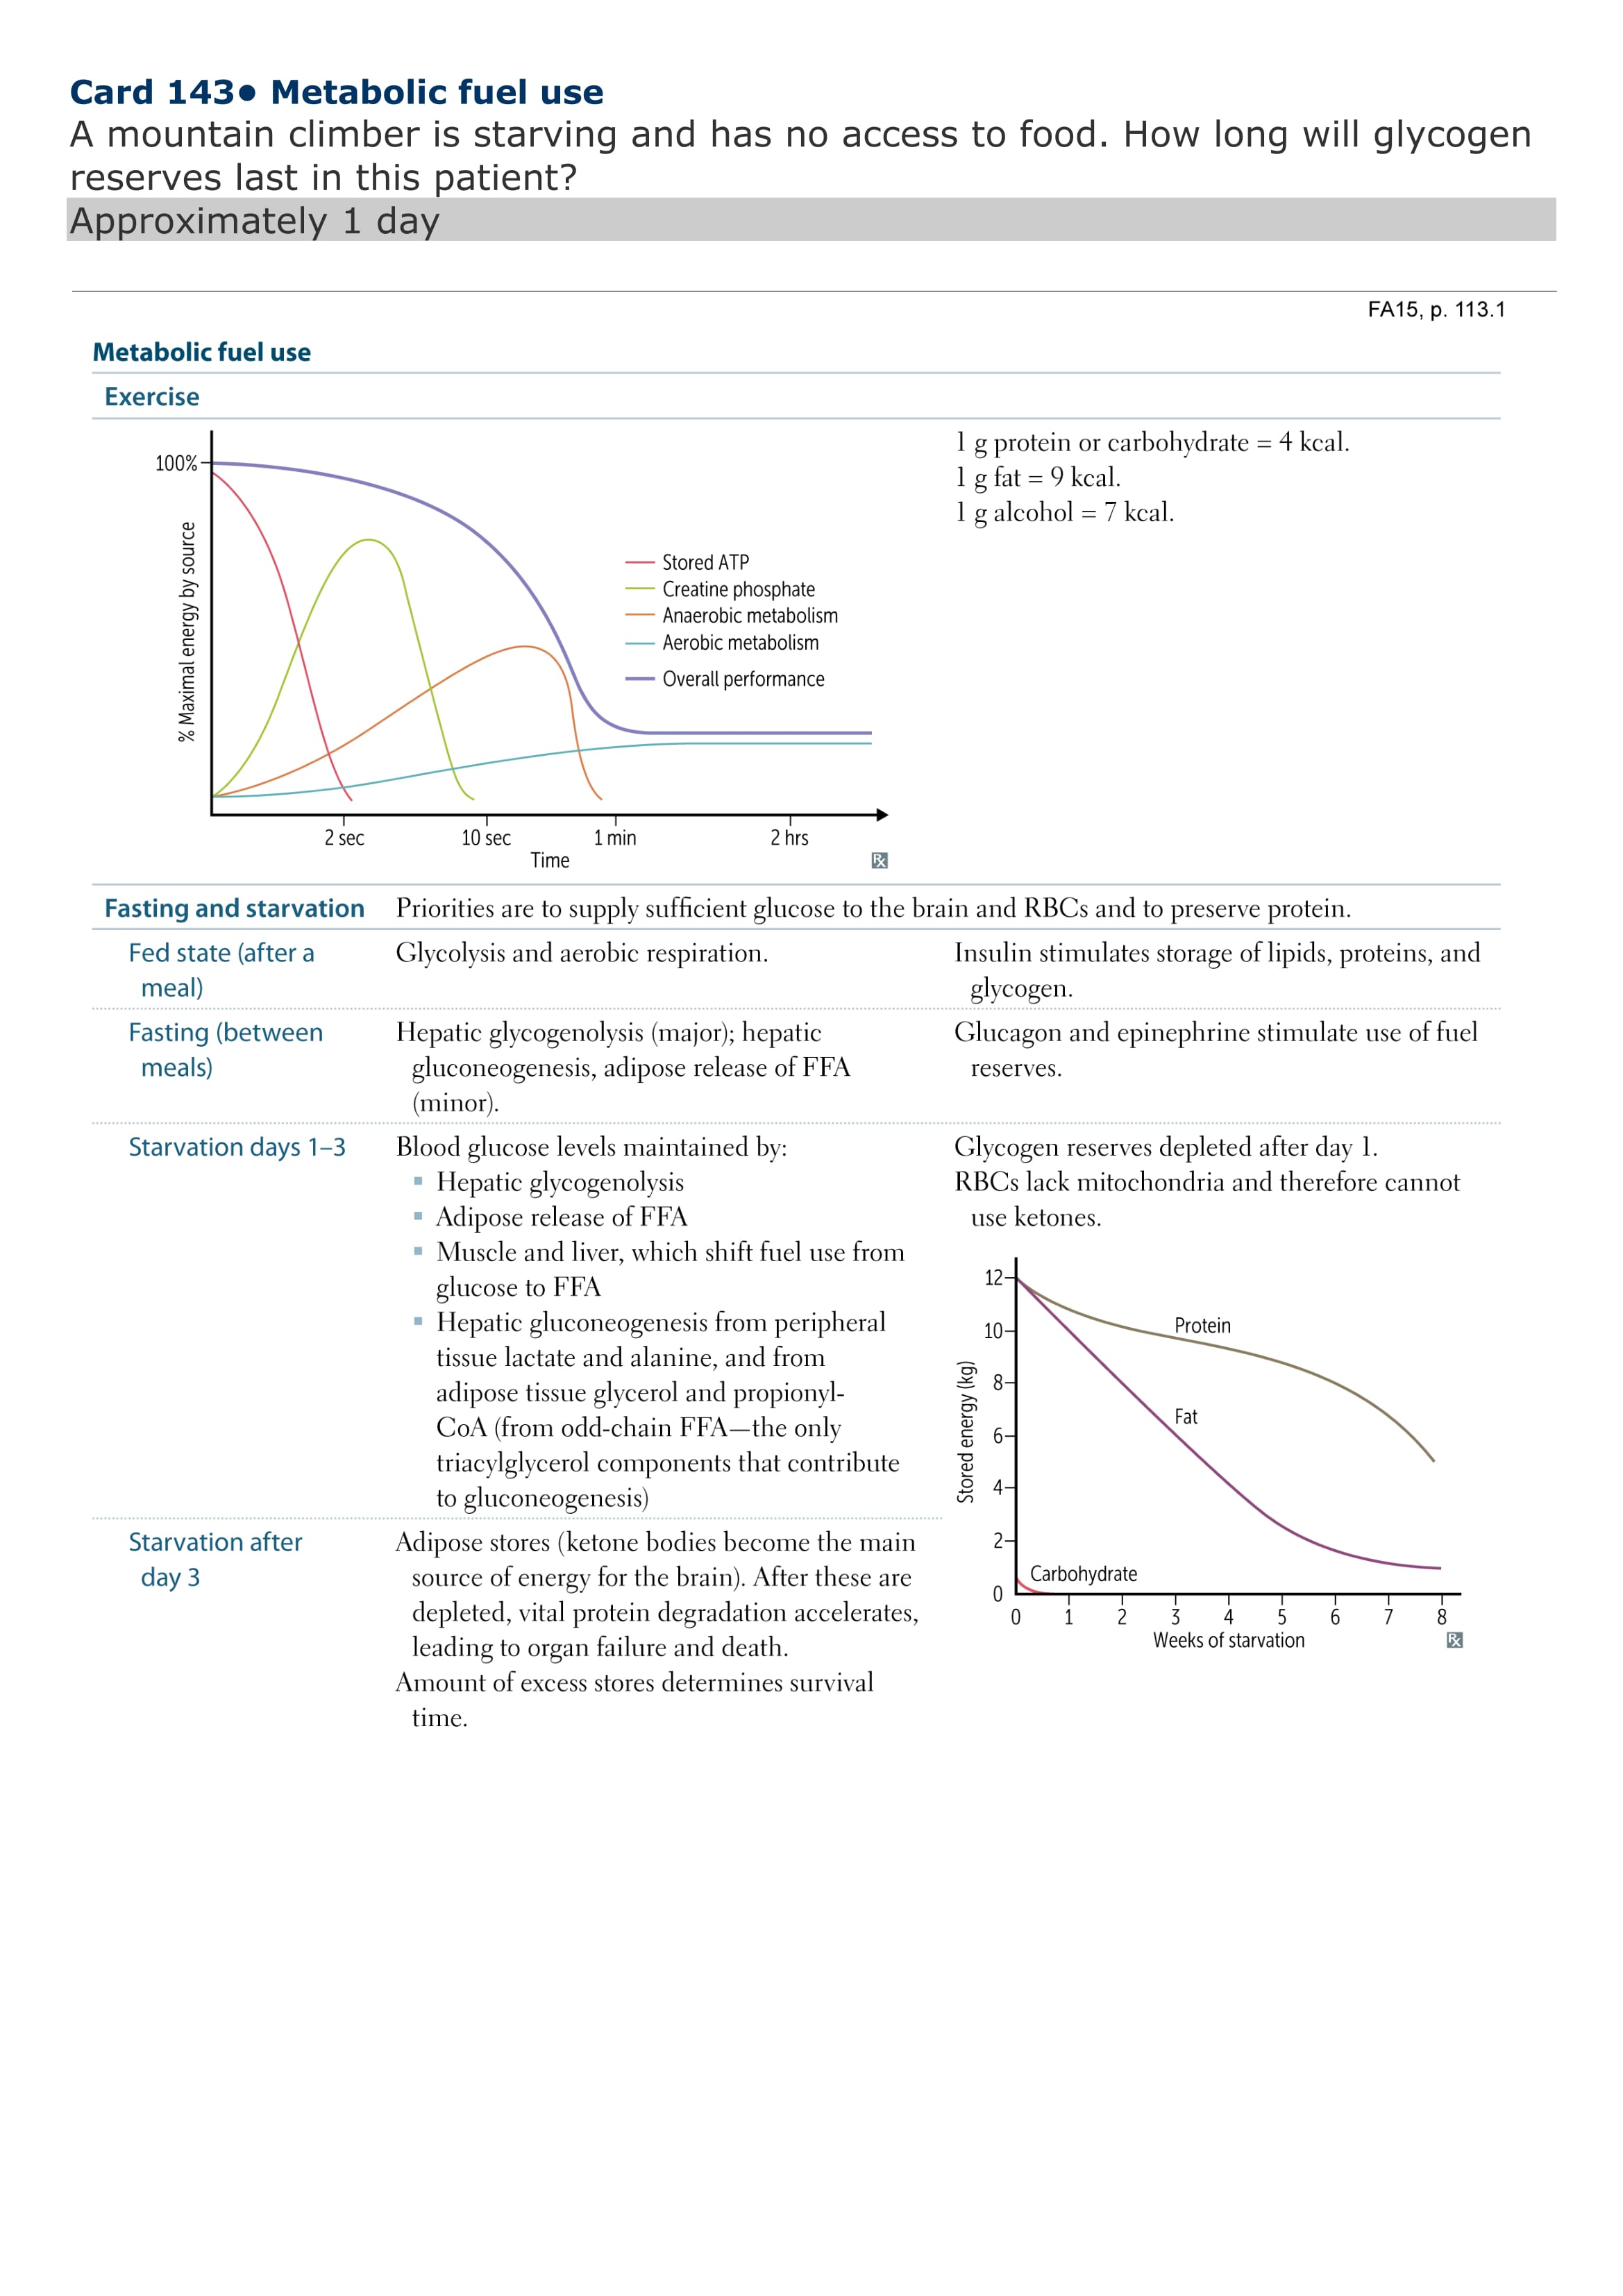 Card 143● Metabolic fuel use
A mountain climber is starving and has no access to food. How long will glycogen
reserves last in this patient?
Approximately 1 day
FA15, p. 113.1
Metabolic fuel use
Exercise
100%
% Maximal energy by source
Stored ATP
Creatine phosphate
Anaerobic metabolism
Aerobic metabolism
Overall performance
2 sec
10 sec
1 min
2 hrs
Time
Rx
1 g protein or carbohydrate = 4 kcal.
1 g fat = 9 kcal.
1 g alcohol = 7 kcal.
Fasting and starvation
Priorities are to supply sufficient glucose to the brain and RBCs and to preserve protein.
Fed state (after a
meal)
Glycolysis and aerobic respiration.
Insulin stimulates storage of lipids, proteins, and
glycogen.
Fasting (between
meals)
Hepatic glycogenolysis (major); hepatic
gluconeogenesis, adipose release of FFA
(minor).
Glucagon and epinephrine stimulate use of fuel
reserves.
Starvation days 1–3
Blood glucose levels maintained by:
▪ Hepatic glycogenolysis
▪ Adipose release of FFA
▪ Muscle and liver, which shift fuel use from
glucose to FFA
▪ Hepatic gluconeogenesis from peripheral
tissue lactate and alanine, and from
adipose tissue glycerol and propionyl-
CoA (from odd-chain FFA—the only
triacylglycerol components that contribute
to gluconeogenesis)
Glycogen reserves depleted after day 1.
RBCs lack mitochondria and therefore cannot
use ketones.
12
10
8
6
4
2
0
Stored energy (kg)
Protein
Fat
Carbohydrate
0 1 2 3 4 5 6 7 8
Weeks of starvation
Rx
Starvation after
day 3
Adipose stores (ketone bodies become the main
source of energy for the brain). After these are
depleted, vital protein degradation accelerates,
leading to organ failure and death.
Amount of excess stores determines survival
time.